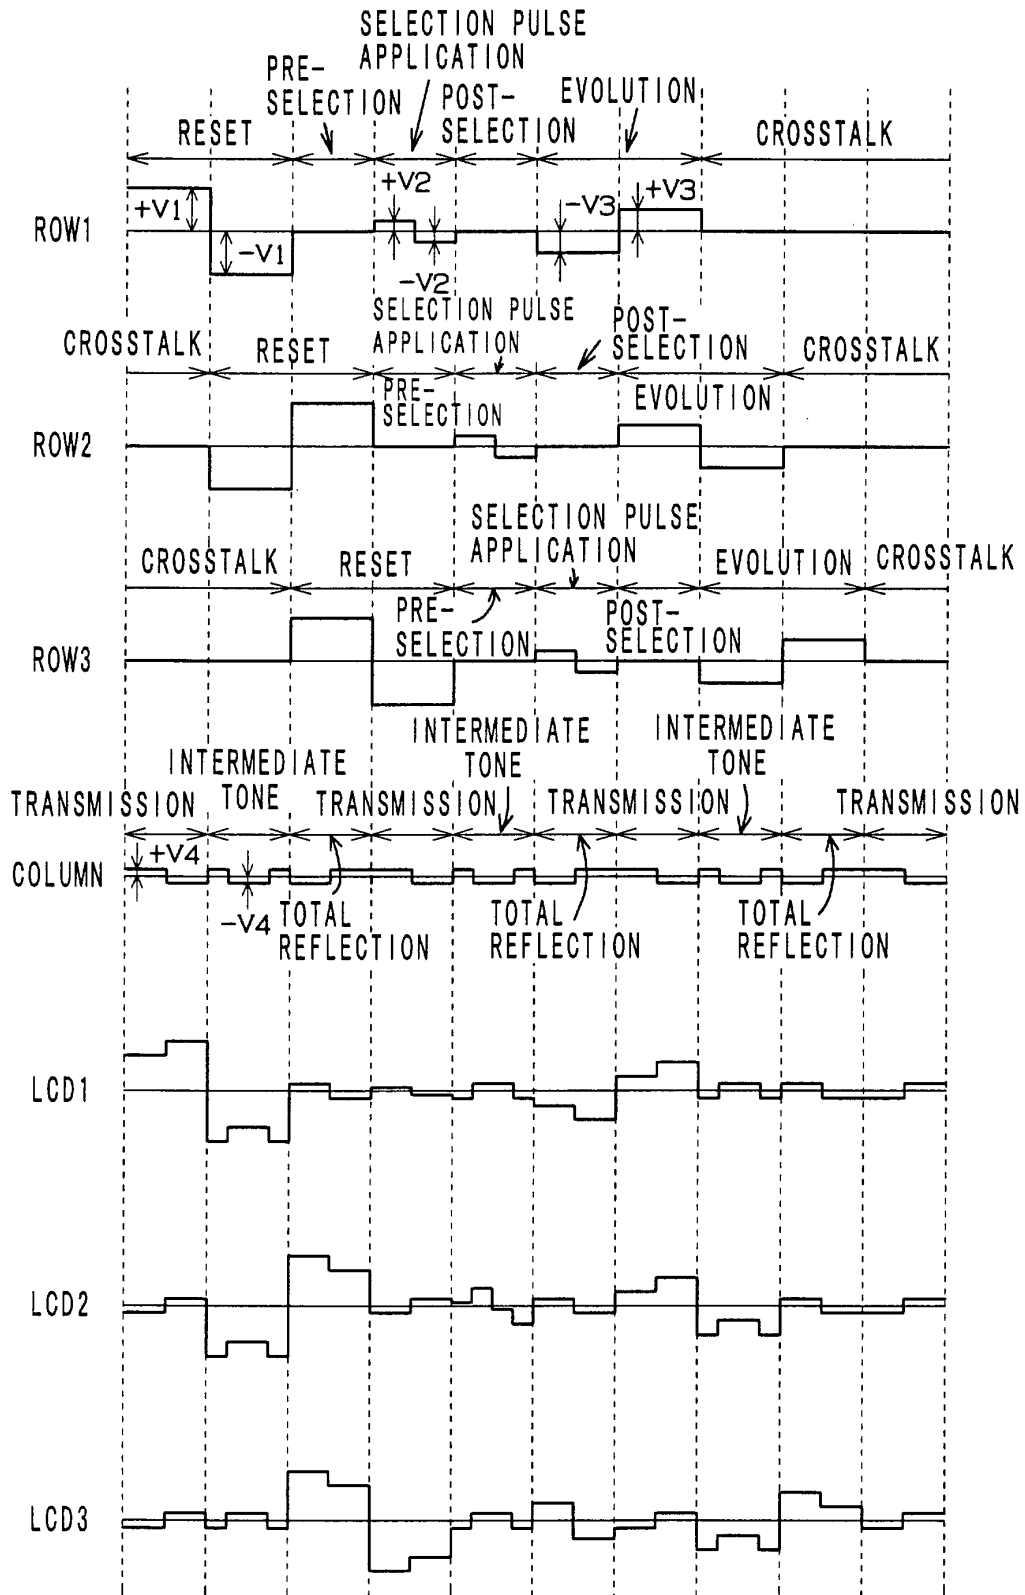 SELECTION PULSE
APPLICATION
PRE-
SELECTION
POST-
SELECTION
EVOLUTION
RESET
CROSSTALK
+V1
-V1
+V2
-V2
-V3
+V3
ROW1
SELECTION PULSE
APPLICATION
POST-
SELECTION
CROSSTALK
RESET
CROSSTALK
PRE-
SELECTION
EVOLUTION
ROW2
SELECTION PULSE
APPLICATION
CROSSTALK
RESET
EVOLUTION
CROSSTALK
PRE-
SELECTION
POST-
SELECTION
ROW3
INTERMEDIATE
TONE
INTERMEDIATE
TONE
INTERMEDIATE
TONE
TRANSMISSION
TRANSMISSION
TRANSMISSION
TRANSMISSION
+V4
COLUMN
-V4
TOTAL
REFLECTION
TOTAL
REFLECTION
TOTAL
REFLECTION
LCD1
LCD2
LCD3